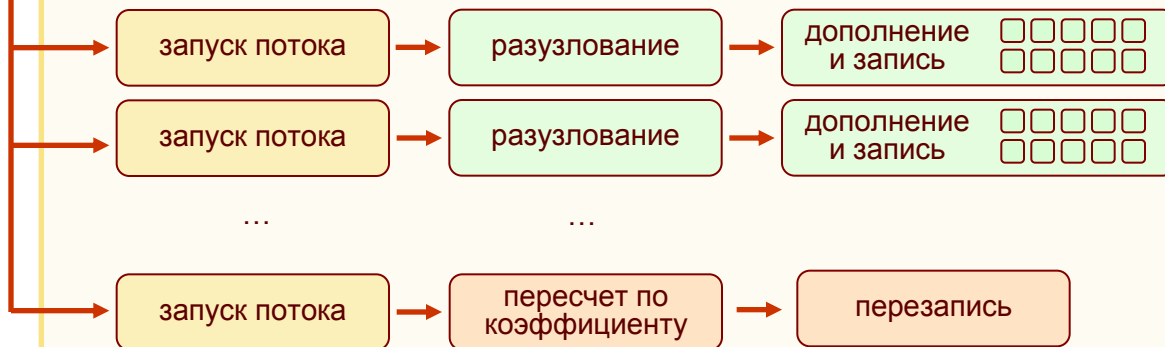 запуск потока
разузлование
дополнение
и запись
запуск потока
разузлование
дополнение
и запись
...
...
запуск потока
пересчет по
коэффициенту
перезапись